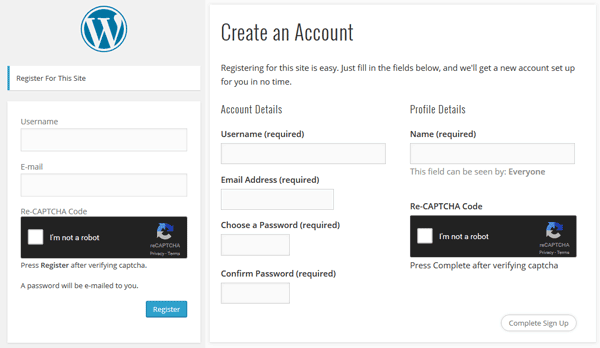 Register For This Site
Username
E-mail
Re-CAPTCHA Code
I'm not a robot
reCAPTCHA
Privacy - Terms
Press Register after verifying captcha.
A password will be e-mailed to you.
Register
Create an Account
Registering for this site is easy. Just fill in the fields below, and we'll get a new account set up
for you in no time.
Account Details
Username (required)
Email Address (required)
Choose a Password (required)
Confirm Password (required)
Profile Details
Name (required)
This field can be seen by: Everyone
Re-CAPTCHA Code
I'm not a robot
reCAPTCHA
Privacy - Terms
Press Complete after verifying captcha
Complete Sign Up